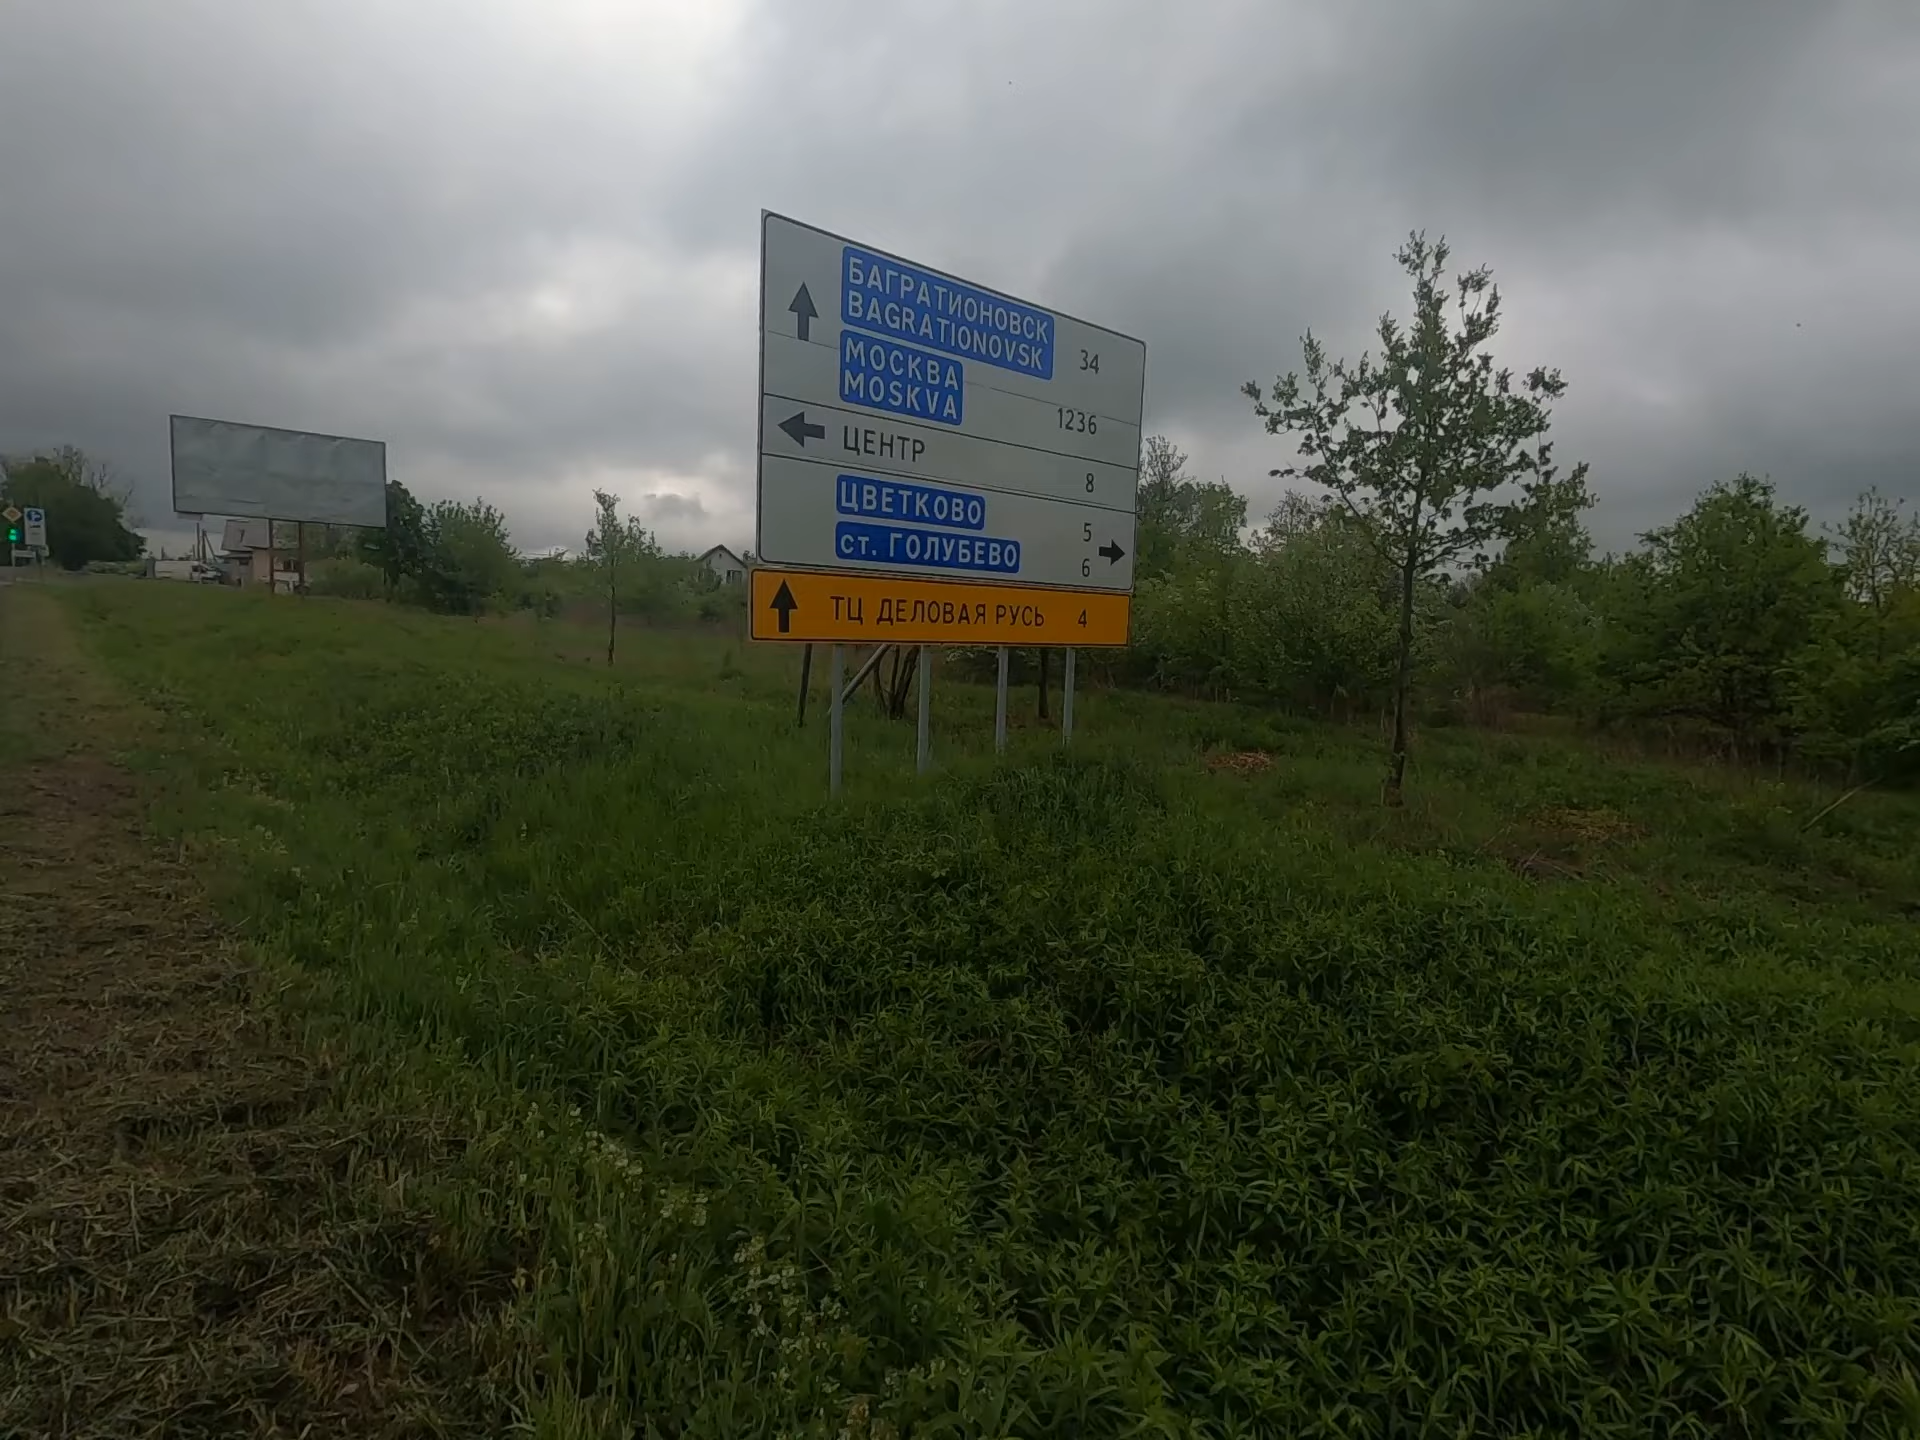 БАГРАТИОНОВСК
BAGRATIONOVSK 34
МОСКВА
MOSKVA 1236
ЦЕНТР 8
ЦВЕТКОВО 5
ст. ГОЛУБЕВО 6
ТЦ ДЕЛОВАЯ РУСЬ 4